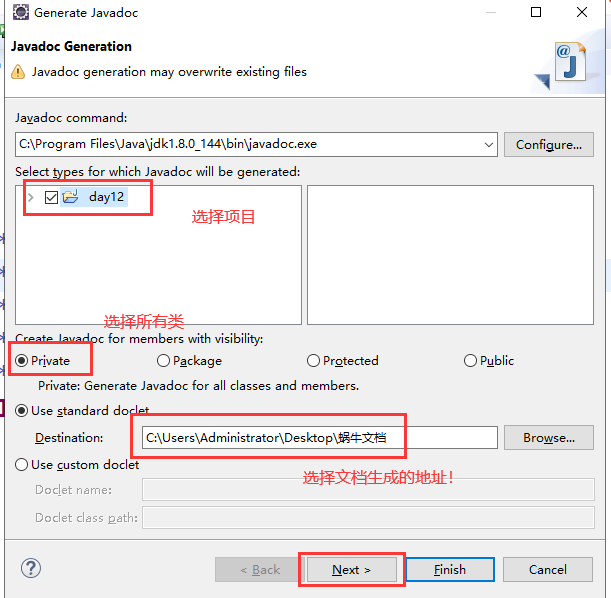 Generate Javadoc
Javadoc Generation
Javadoc generation may overwrite existing files
Javadoc command:
C:\Program Files\Java\jdk1.8.0_144\bin\javadoc.exe
Configure...
Select types for which Javadoc will be generated:
day12
选择项目
选择所有类
Create Javadoc for members with visibility:
Private
Package
Protected
Public
Private: Generate Javadoc for all classes and members.
Use standard doclet
Destination:
C:\Users\Administrator\Desktop\蜗牛文档
Browse...
选择文档生成的地址!
Use custom doclet
Doclet name:
Doclet class path:
< Back
Next >
Finish
Cancel